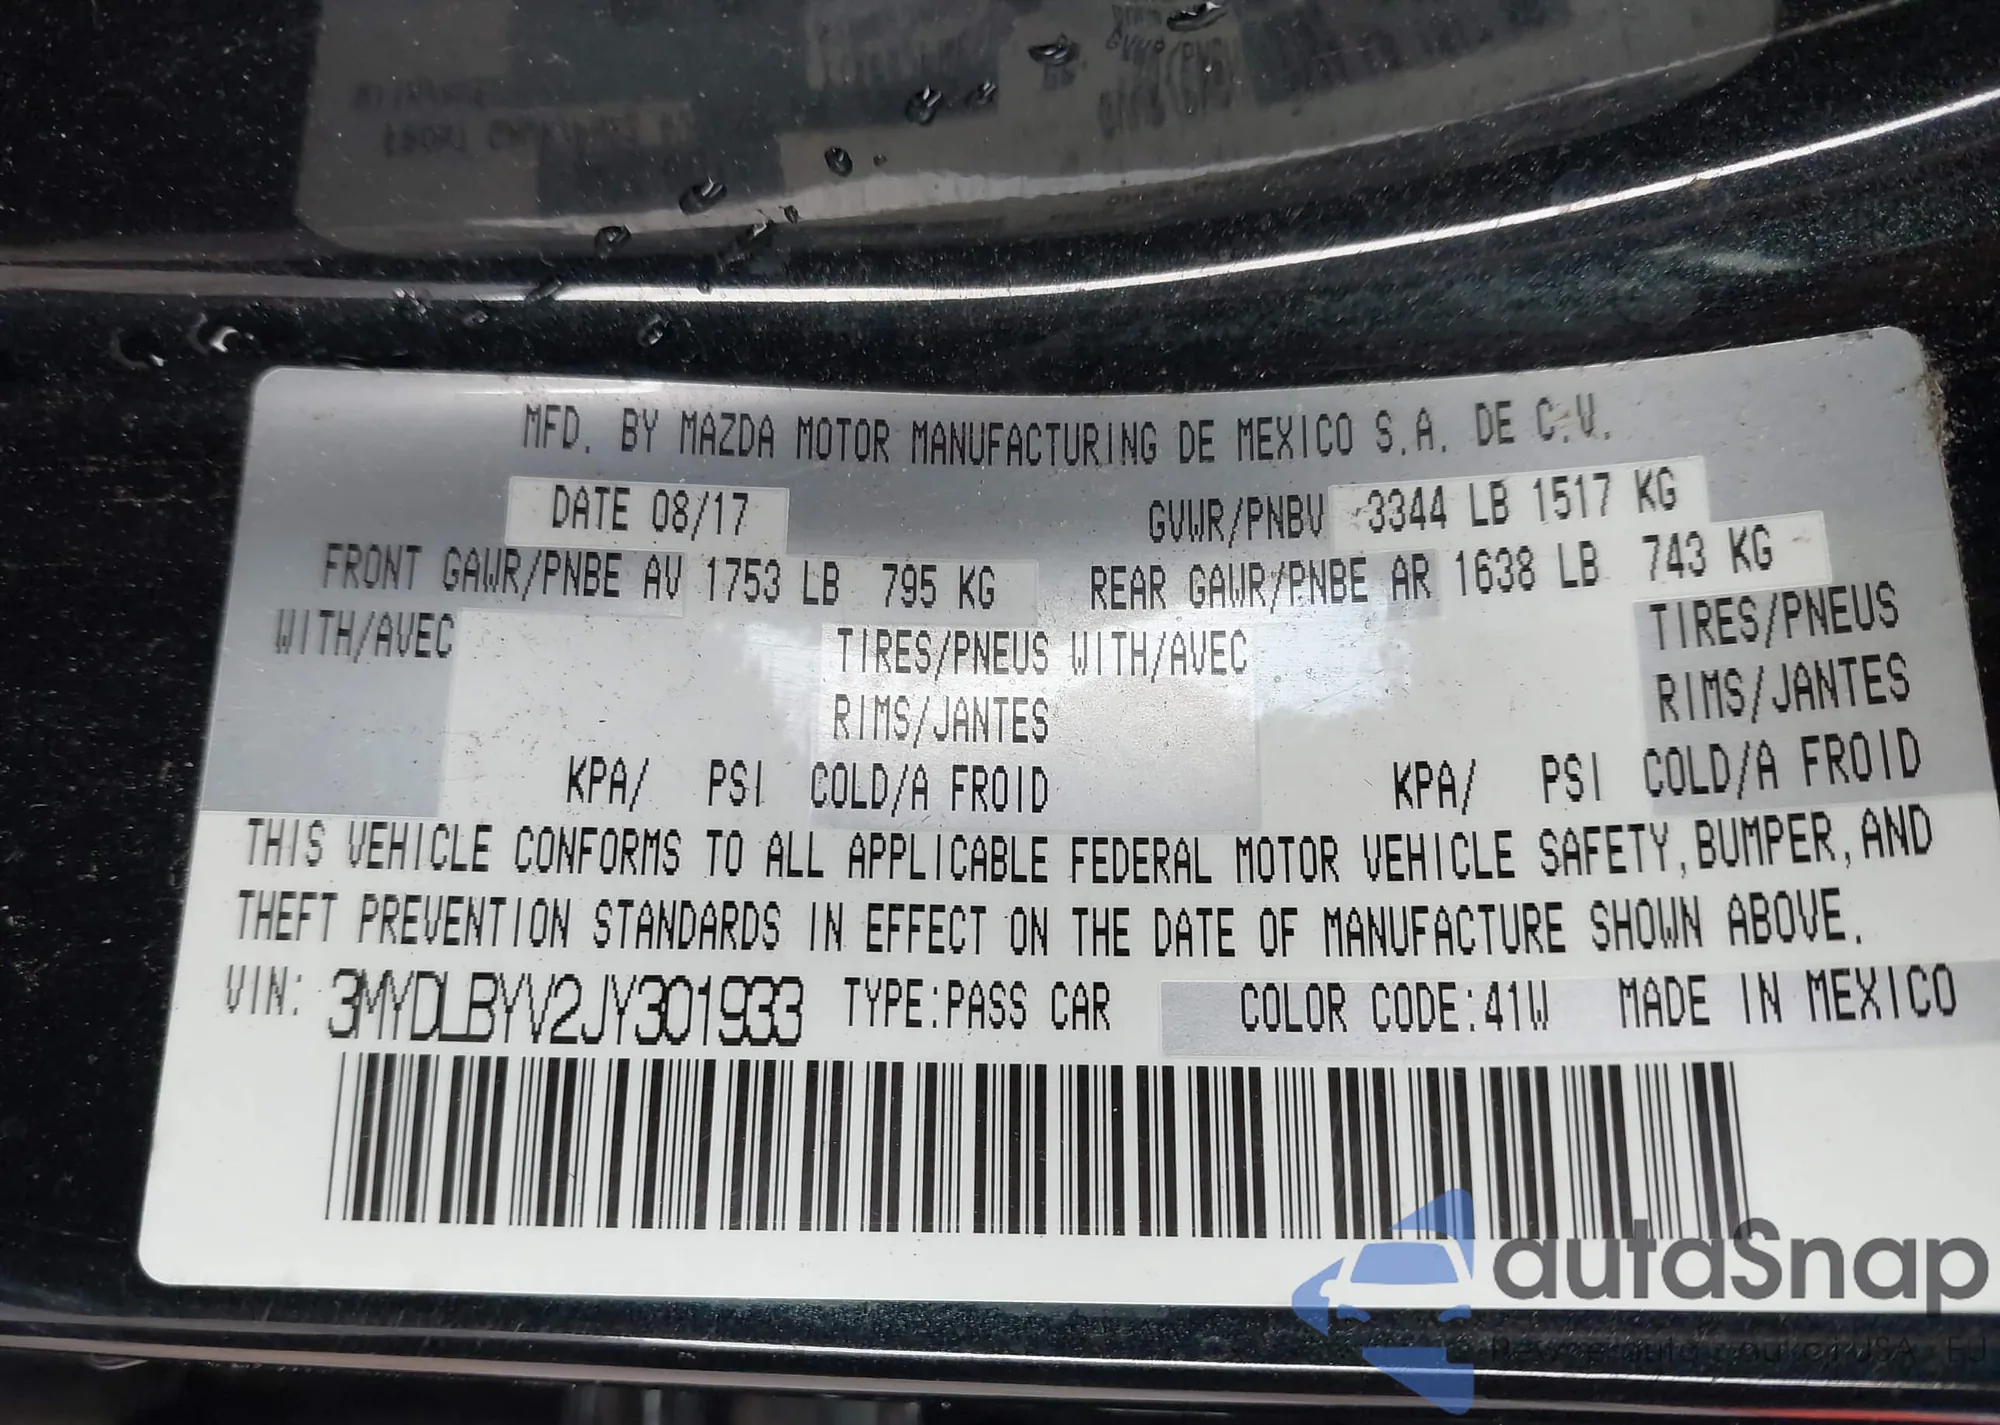 MFD. BY MAZDA MOTOR MANUFACTURING DE MEXICO S.A. DE C.V.
DATE 08/17 GVWR/PNBV 3344 LB 1517 KG
FRONT GAWR/PNBE AV 1753 LB 795 KG REAR GAWR/PNBE AR 1638 LB 743 KG
WITH/AVEC TIRES/PNEUS WITH/AVEC TIRES/PNEUS
RIMS/JANTES RIMS/JANTES
KPA/ PSI COLD/A FROID KPA/ PSI COLD/A FROID
THIS VEHICLE CONFORMS TO ALL APPLICABLE FEDERAL MOTOR VEHICLE SAFETY, BUMPER, AND
THEFT PREVENTION STANDARDS IN EFFECT ON THE DATE OF MANUFACTURE SHOWN ABOVE.
VIN: 3MYDLBYV2JY301933 TYPE:PASS CAR COLOR CODE:41W MADE IN MEXICO
autoSnap